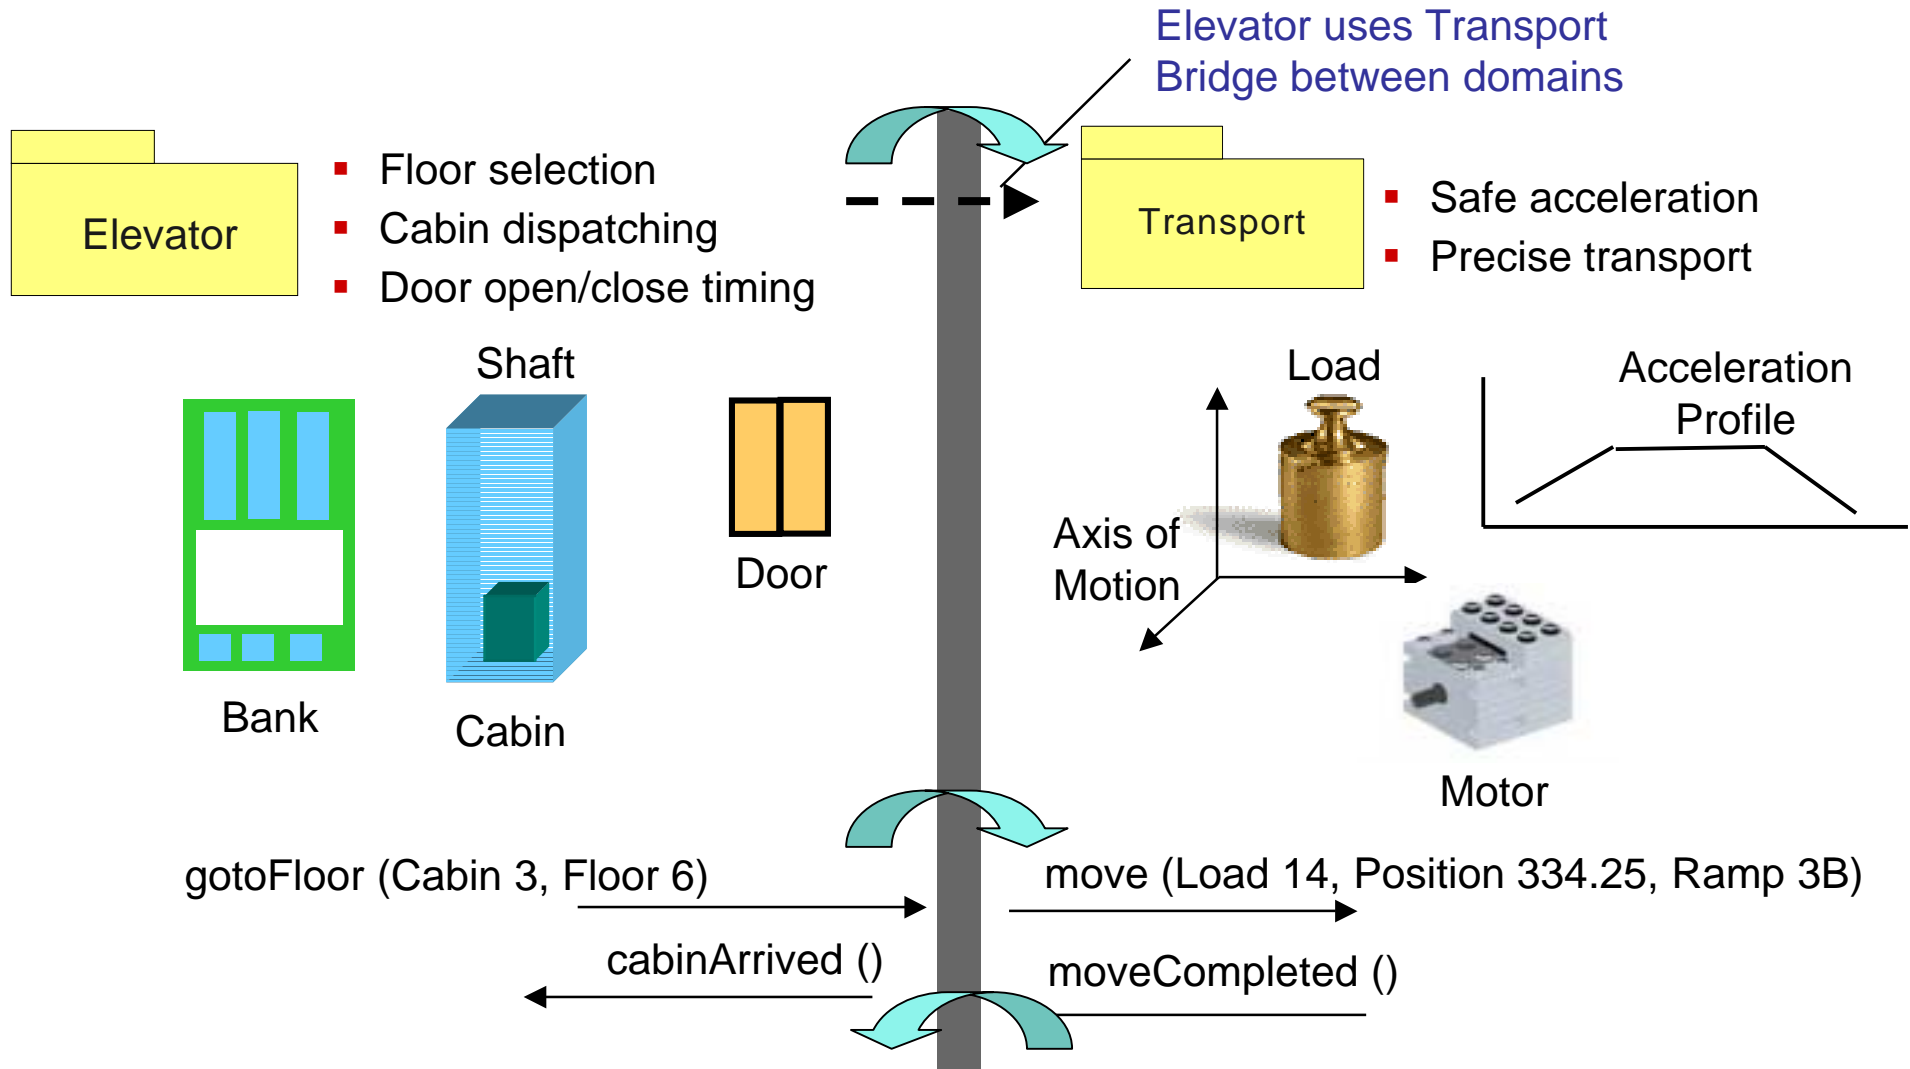 Elevator uses Transport
Bridge between domains
Elevator
▪ Floor selection
▪ Cabin dispatching
▪ Door open/close timing
Transport
▪ Safe acceleration
▪ Precise transport
Shaft
Bank
Cabin
Door
Load
Acceleration
Profile
Axis of
Motion
Motor
gotoFloor (Cabin 3, Floor 6)
move (Load 14, Position 334.25, Ramp 3B)
cabinArrived ()
moveCompleted ()